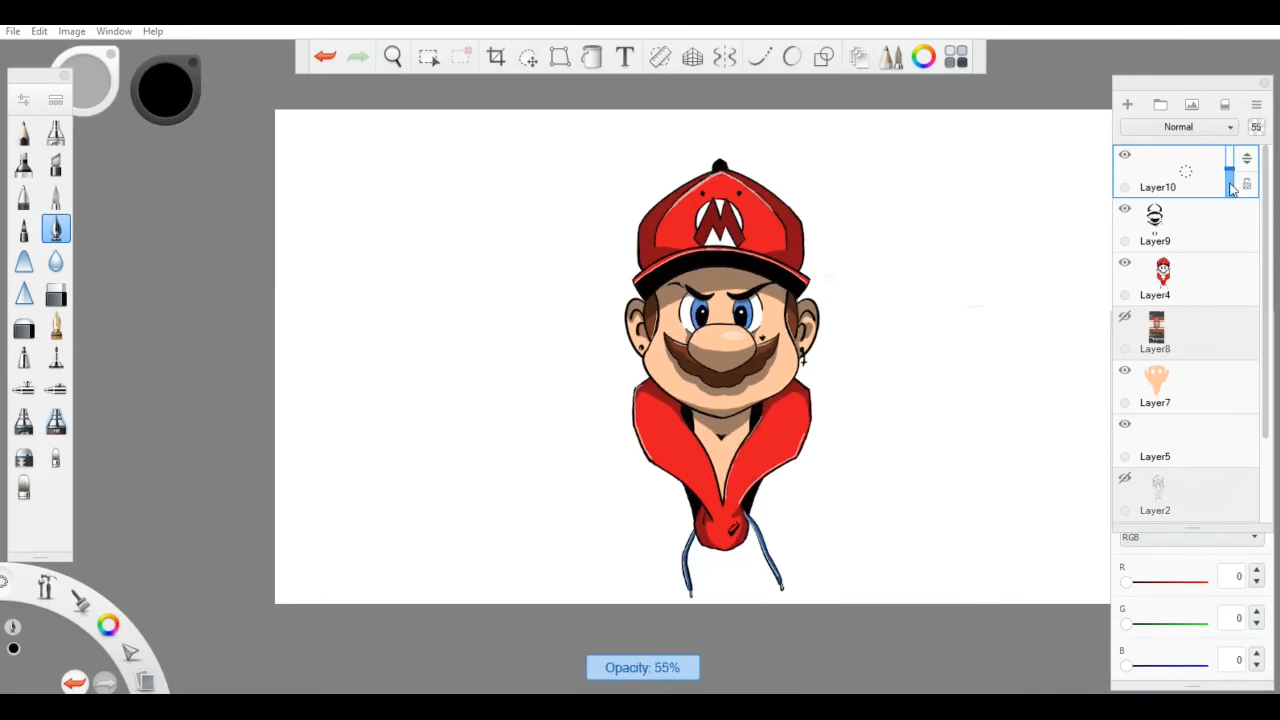 File Edit Image Window Help
T
Normal
55
Layer10
Layer9
Layer4
Layer8
Layer7
Layer5
Layer2
RGB
R 0
G 0
B 0
M
Opacity: 55%